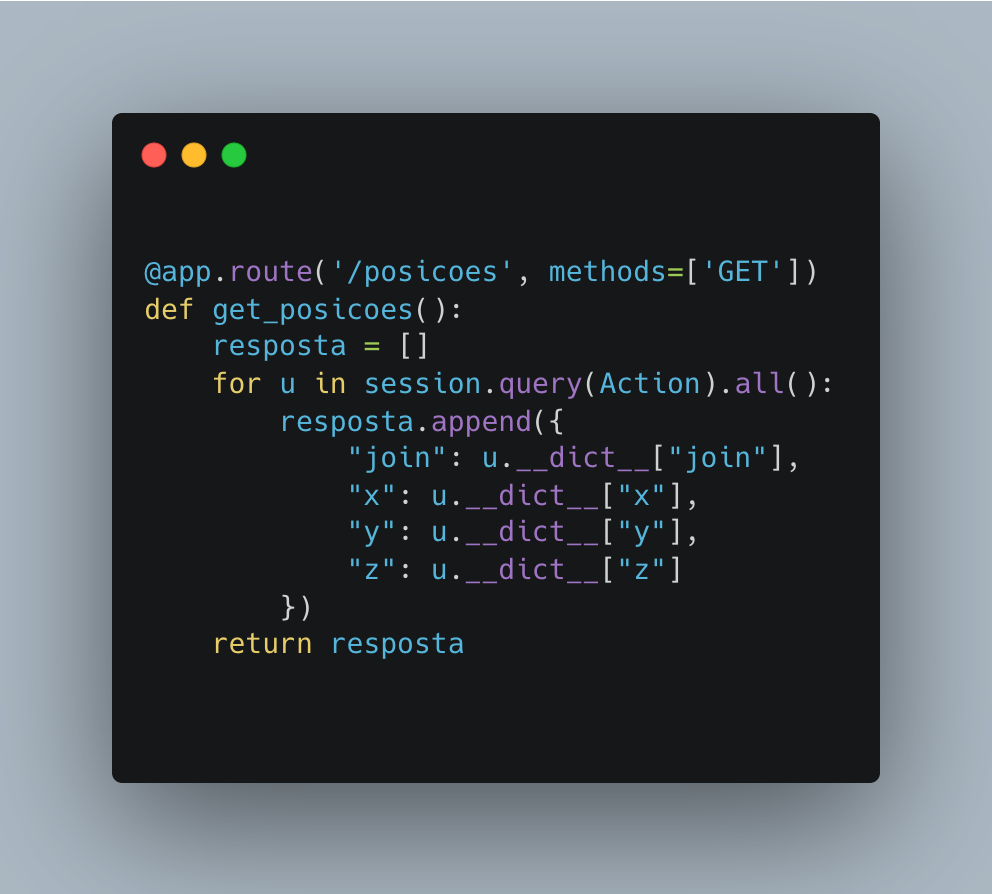 @app.route('/posicoes', methods=['GET'])
def get_posicoes():
    resposta = []
    for u in session.query(Action).all():
        resposta.append({
            "join": u.__dict__["join"],
            "x": u.__dict__["x"],
            "y": u.__dict__["y"],
            "z": u.__dict__["z"]
        })
    return resposta